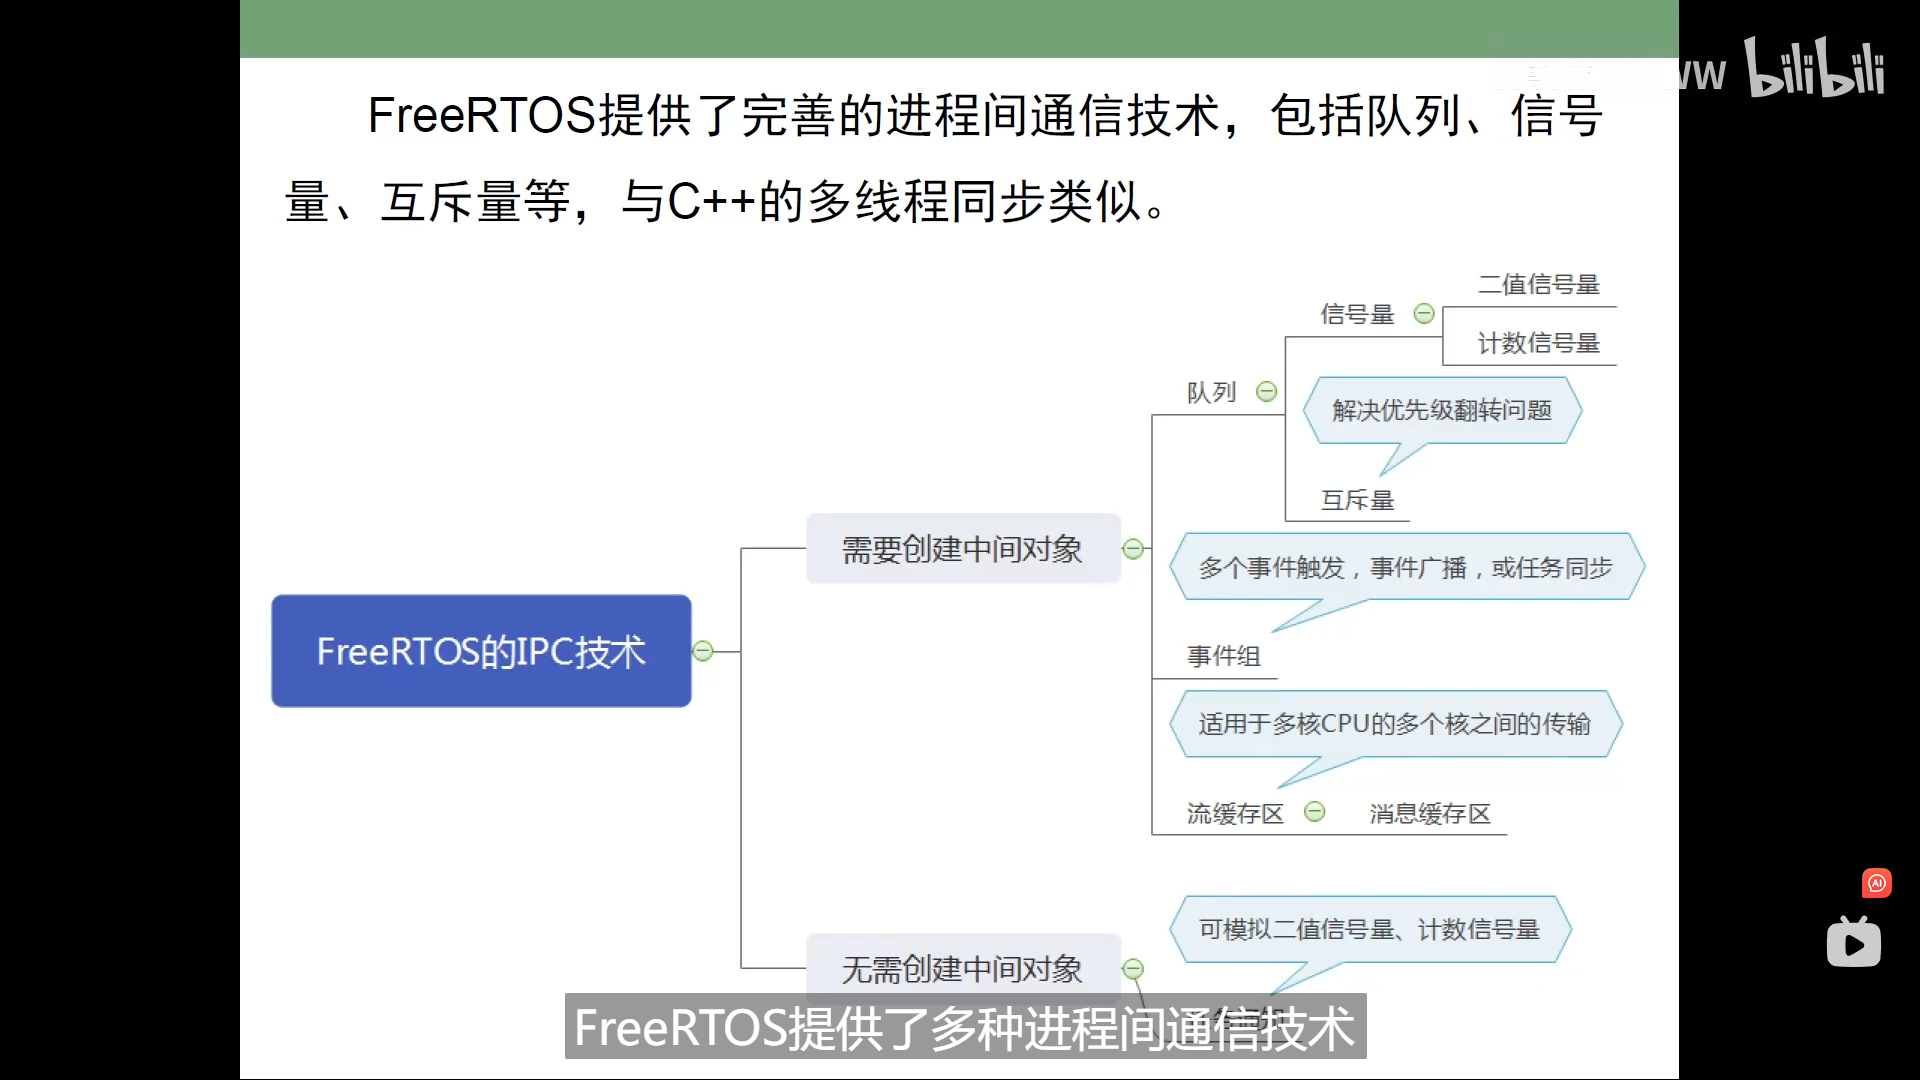 bilibili
FreeRTOS提供了完善的进程间通信技术，包括队列、信号
量、互斥量等，与C++的多线程同步类似。
二值信号量
信号量
计数信号量
队列
解决优先级翻转问题
互斥量
需要创建中间对象
多个事件触发，事件广播，或任务同步
FreeRTOS的IPC技术
事件组
适用于多核CPU的多个核之间的传输
流缓存区 消息缓存区
可模拟二值信号量、计数信号量
无需创建中间对象
FreeRTOS提供了多种进程间通信技术
AI